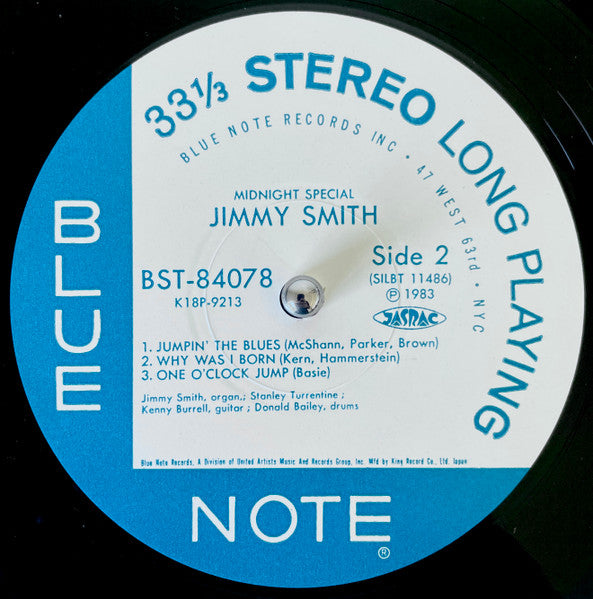 33⅓ STEREO LONG PLAYING
BLUE NOTE RECORDS INC • 47 WEST 63rd • NYC
MIDNIGHT SPECIAL
JIMMY SMITH
BST-84078
K18P-9213
Side 2
(SILBT 11486)
Ⓟ 1983
JASRAC
1. JUMPIN' THE BLUES (McShann, Parker, Brown)
2. WHY WAS I BORN (Kern, Hammerstein)
3. ONE O'CLOCK JUMP (Basie)
Jimmy Smith, organ,; Stanley Turrentine;
Kenny Burrell, guitar ; Donald Bailey, drums
Blue Note Records, A Division of United Artists Music And Records Group, Inc. Mfd by King Record Co., Ltd. Japan
BLUE
NOTE ®